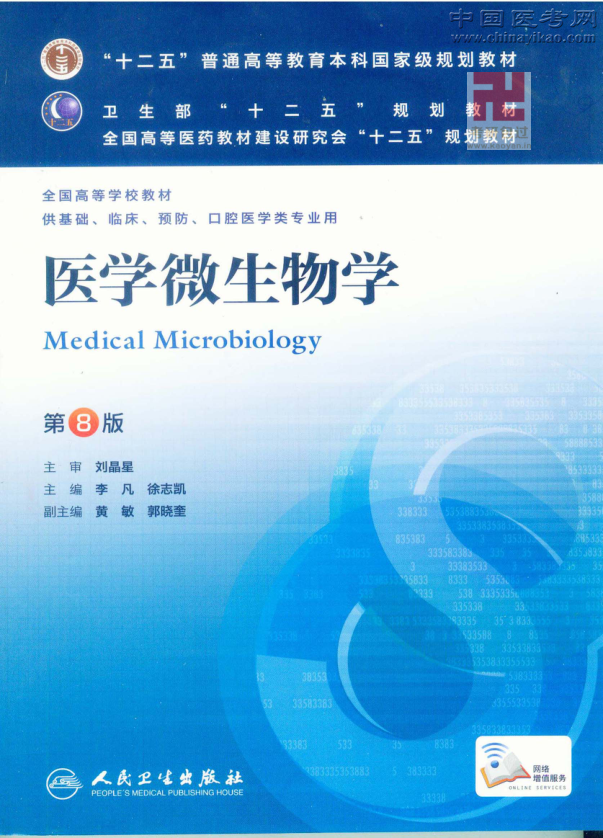 中国医考网
www.chinayikao.com
“十二五”普通高等教育本科国家级规划教材
卫生部“十二五”规划教材
全国高等医药教材建设研究会“十二五”规划教材
全国高等学校教材
供基础、临床、预防、口腔医学类专业用
医学微生物学
Medical Microbiology
第8版
主审 刘晶星
主编 李凡 徐志凯
副主编 黄敏 郭晓奎
人民卫生出版社
PEOPLE'S MEDICAL PUBLISHING HOUSE
网络
增值服务
ONLINE SERVICES